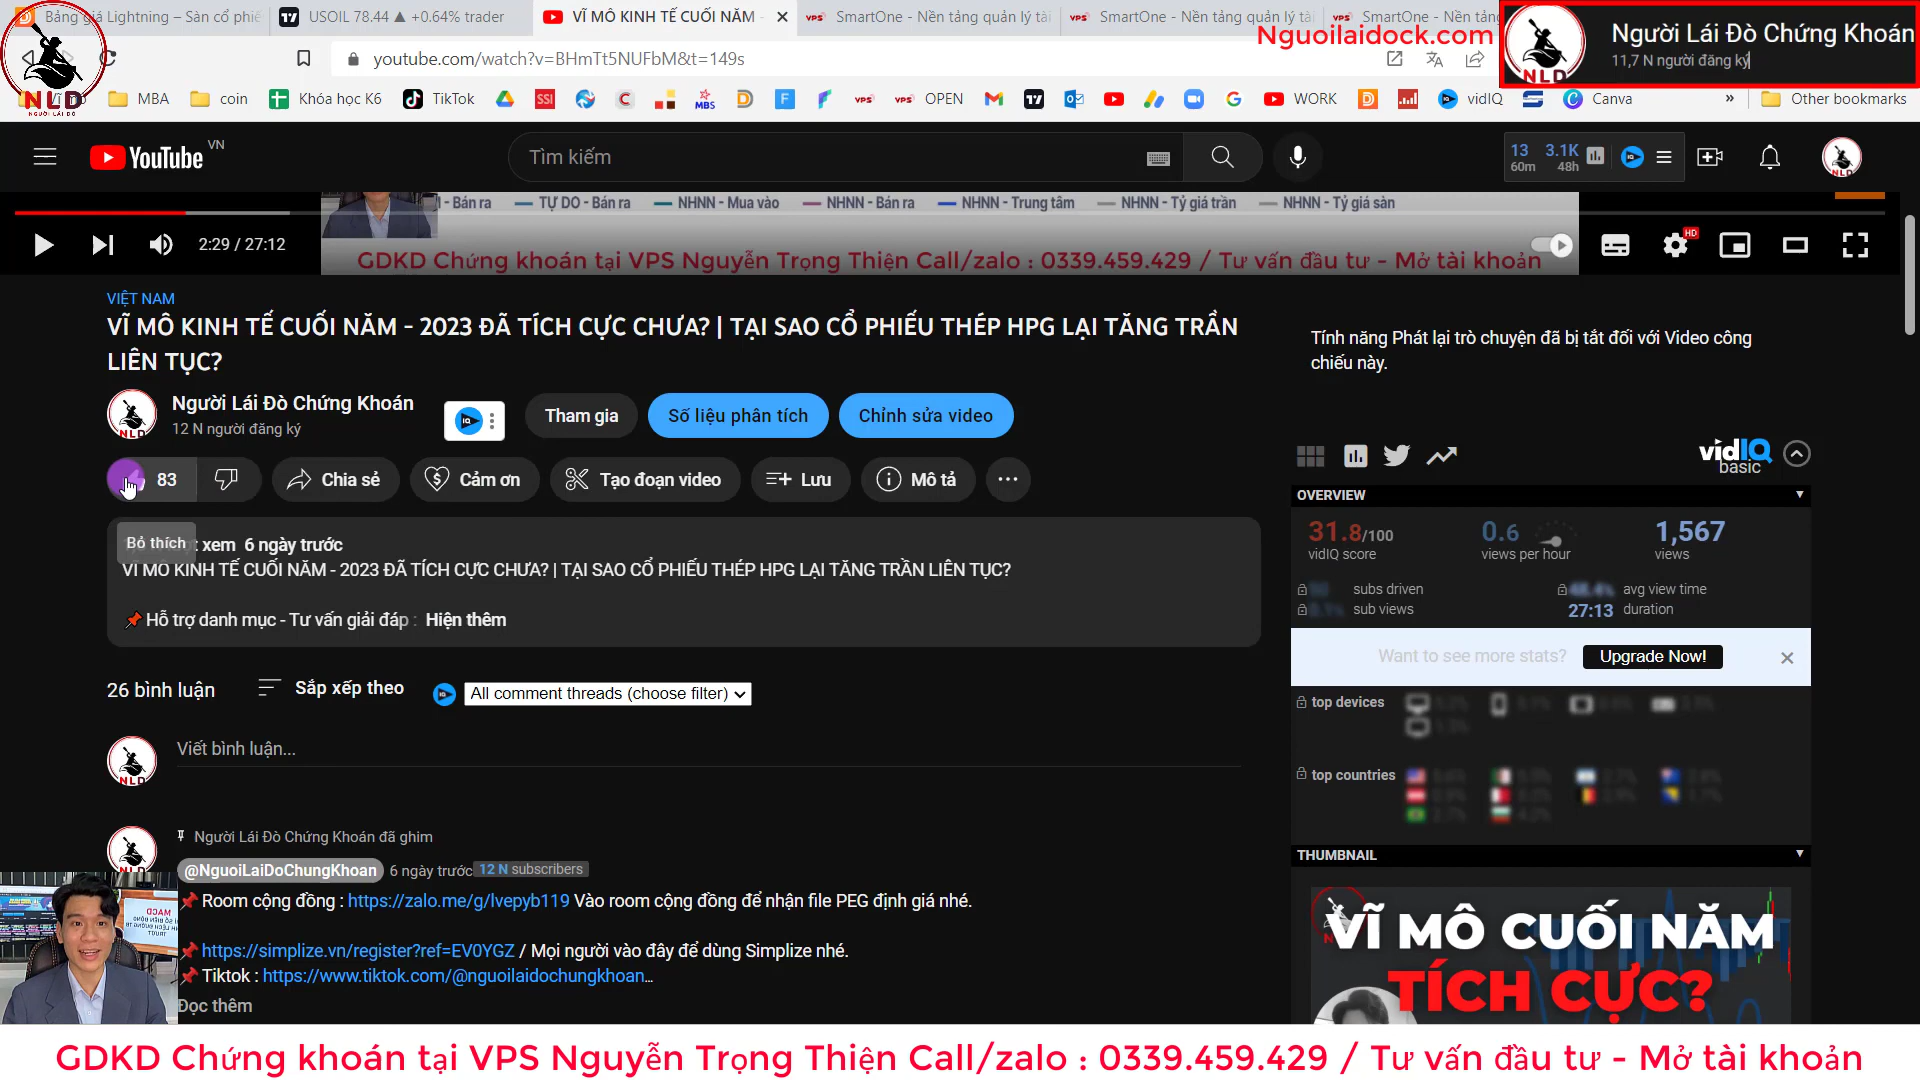 Bảng giá Lightning – Sàn cổ phiế
USOIL 78.44 ▲ +0.64% trader
VĨ MÔ KINH TẾ CUỐI NĂM -
SmartOne - Nền tảng quản lý tài
SmartOne - Nền tảng quản lý tài
SmartOne - Nền tảng
Nguoilaidock.com
Người Lái Đò Chứng Khoán
11,7 N người đăng ký
youtube.com/watch?v=BHmTt5NUFbM&t=149s
NLD
NGƯỜI LÁI ĐÒ
NLD
MBA
coin
Khóa học K6
TikTok
SSI
MBS
VPS
VPS
OPEN
WORK
vidIQ
Canva
»
Other bookmarks
YouTube
VN
Tìm kiếm
13
60m
3.1K
48h
- Bán ra
TỰ DO - Bán ra
NHNN - Mua vào
NHNN - Bán ra
NHNN - Trung tâm
NHNN - Tỷ giá trần
NHNN - Tỷ giá sàn
2:29 / 27:12
HD
GDKD Chứng khoán tại VPS Nguyễn Trọng Thiện Call/zalo : 0339.459.429 / Tư vấn đầu tư - Mở tài khoản
VIỆT NAM
VĨ MÔ KINH TẾ CUỐI NĂM - 2023 ĐÃ TÍCH CỰC CHƯA? | TẠI SAO CỔ PHIẾU THÉP HPG LẠI TĂNG TRẦN
LIÊN TỤC?
Tính năng Phát lại trò chuyện đã bị tắt đối với Video công
chiếu này.
Người Lái Đò Chứng Khoán
12 N người đăng ký
Tham gia
Số liệu phân tích
Chỉnh sửa video
83
Chia sẻ
Cảm ơn
Tạo đoạn video
Lưu
Mô tả
...
Bỏ thích
xem 6 ngày trước
VĨ MÔ KINH TẾ CUỐI NĂM - 2023 ĐÃ TÍCH CỰC CHƯA? | TẠI SAO CỔ PHIẾU THÉP HPG LẠI TĂNG TRẦN LIÊN TỤC?
📌 Hỗ trợ danh mục - Tư vấn giải đáp : Hiện thêm
26 bình luận
Sắp xếp theo
All comment threads (choose filter)
Viết bình luận...
Người Lái Đò Chứng Khoán đã ghim
@NguoiLaiDoChungKhoan
6 ngày trước
12 N subscribers
📌 Room cộng đồng : https://zalo.me/g/lvepyb119 Vào room cộng đồng để nhận file PEG định giá nhé.
📌 https://simplize.vn/register?ref=EV0YGZ / Mọi người vào đây để dùng Simplize nhé.
📌 Tiktok : https://www.tiktok.com/@nguoilaidochungkhoan...
Đọc thêm
vidIQ
basic
OVERVIEW
31.8/100
vidIQ score
0.6
views per hour
1,567
views
subs driven
avg view time
sub views
27:13 duration
Want to see more stats?
Upgrade Now!
top devices
top countries
THUMBNAIL
VĨ MÔ CUỐI NĂM
TÍCH CỰC?
GDKD Chứng khoán tại VPS Nguyễn Trọng Thiện Call/zalo : 0339.459.429 / Tư vấn đầu tư - Mở tài khoản